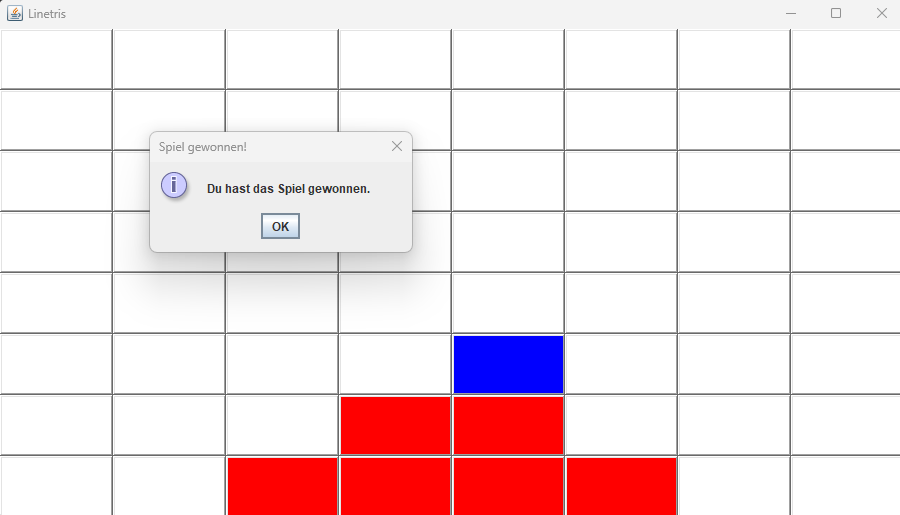 Linetris
Spiel gewonnen!
Du hast das Spiel gewonnen.
OK